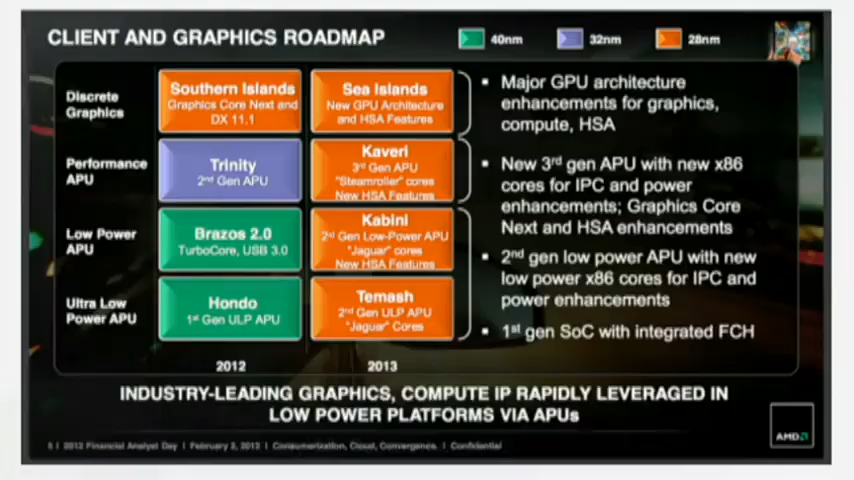 CLIENT AND GRAPHICS ROADMAP
40nm
32nm
28nm
Discrete
Graphics
Southern Islands
Graphics Core Next and
DX 11.1
Sea Islands
New GPU Architecture
and HSA Features
Major GPU architecture
enhancements for graphics,
compute, HSA
Performance
APU
Trinity
2nd Gen APU
Kaveri
3rd Gen APU
"Steamroller" cores
New HSA Features
New 3rd gen APU with new x86
cores for IPC and power
enhancements; Graphics Core
Next and HSA enhancements
Low Power
APU
Brazos 2.0
TurboCore, USB 3.0
Kabini
2nd Gen Low-Power APU
"Jaguar" cores
New HSA Features
2nd gen low power APU with new
low power x86 cores for IPC and
power enhancements
Ultra Low
Power APU
Hondo
1st Gen ULP APU
Temash
2nd Gen ULP APU
"Jaguar" Cores
1st gen SoC with integrated FCH
2012
2013
INDUSTRY-LEADING GRAPHICS, COMPUTE IP RAPIDLY LEVERAGED IN
LOW POWER PLATFORMS VIA APUs
| 2012 Financial Analyst Day | February 2, 2012 | Consumerization, Cloud, Convergence. | Confidential
AMD